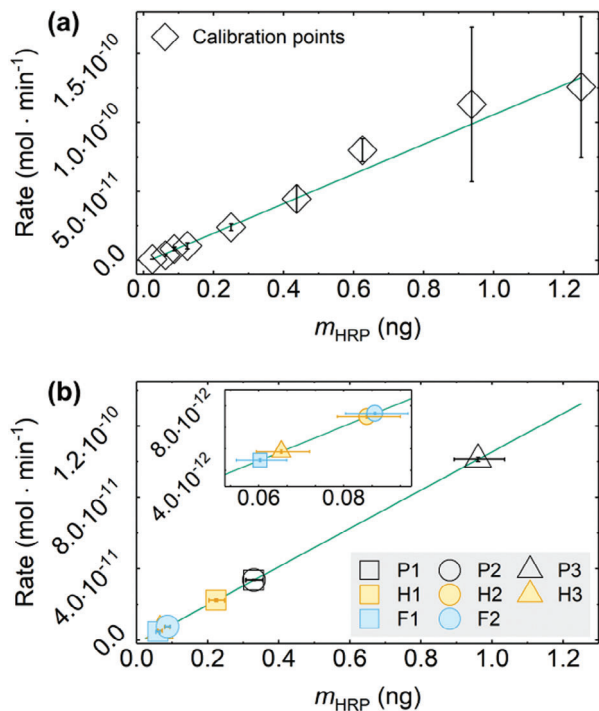 (a)
Calibration points
Rate (mol · min⁻¹)
1.5·10⁻¹⁰
1.0·10⁻¹⁰
5.0·10⁻¹¹
0.0
0.0 0.2 0.4 0.6 0.8 1.0 1.2
m_HRP (ng)
(b)
Rate (mol · min⁻¹)
1.2·10⁻¹⁰
8.0·10⁻¹¹
4.0·10⁻¹¹
0.0
8.0·10⁻¹²
4.0·10⁻¹²
0.06 0.08
P1 P2 P3
H1 H2 H3
F1 F2
0.0 0.2 0.4 0.6 0.8 1.0 1.2
m_HRP (ng)